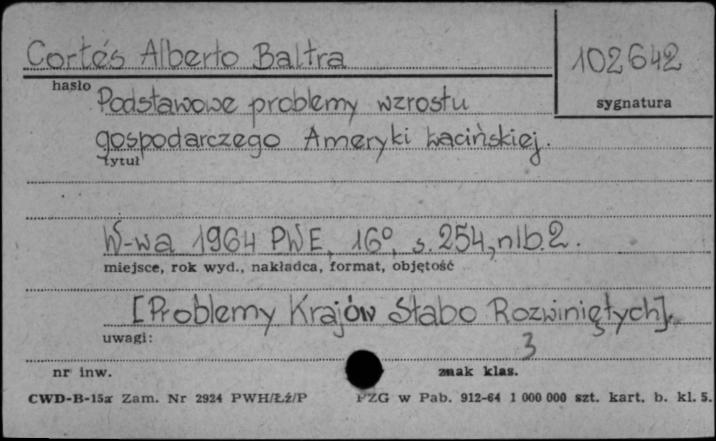 Cortés Alberto Baltra
102642
hasło
sygnatura
Podstawowe problemy wzrostu
gospodarczego Ameryki Łacińskiej.
tytuł
W-wa 1964 PWE, 16°, s. 254, nlb. 2.
miejsce, rok wyd., nakładca, format, objętość
[Problemy Krajów Słabo Rozwiniętych].
uwagi:
3
nr inw.
znak klas.
CWD-B-15a Zam. Nr 2924 PWH/Łź/P
PZG w Pab. 912-64 1 000 000 szt. kart. b. kl. 5.